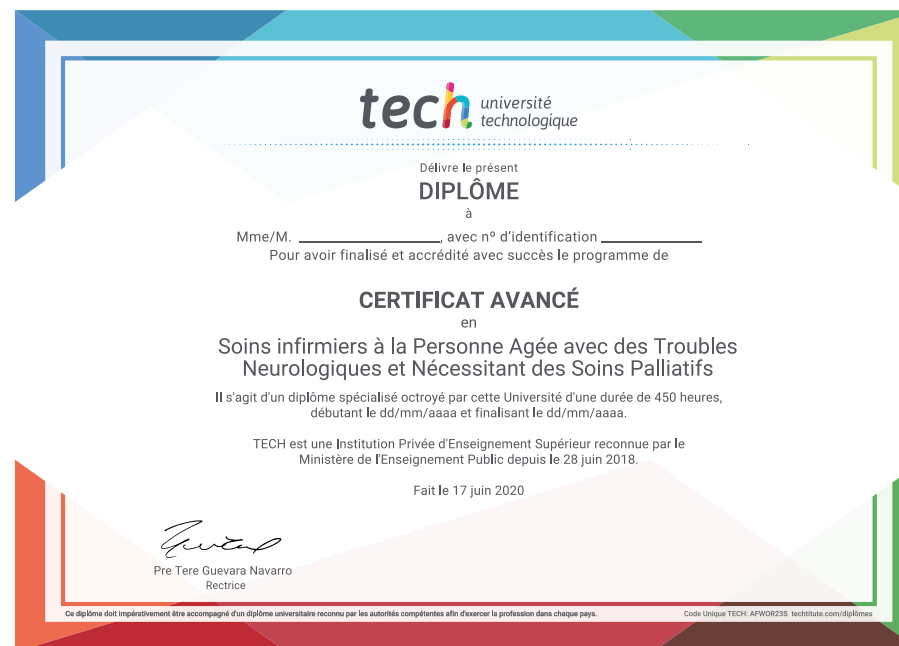 tech université
technologique
Délivre le présent
DIPLÔME
à
Mme/M. ____________________, avec nº d'identification ______________
Pour avoir finalisé et accrédité avec succès le programme de
CERTIFICAT AVANCÉ
en
Soins infirmiers à la Personne Agée avec des Troubles
Neurologiques et Nécessitant des Soins Palliatifs
Il s'agit d'un diplôme spécialisé octroyé par cette Université d'une durée de 450 heures,
débutant le dd/mm/aaaa et finalisant le dd/mm/aaaa.
TECH est une Institution Privée d'Enseignement Supérieur reconnue par le
Ministère de l'Enseignement Public depuis le 28 juin 2018.
Fait le 17 juin 2020
Pre Tere Guevara Navarro
Rectrice
Ce diplôme doit impérativement être accompagné d'un diplôme universitaire reconnu par les autorités compétentes afin d'exercer la profession dans chaque pays.
Code Unique TECH: AFWOR23S techtitute.com/diplômes